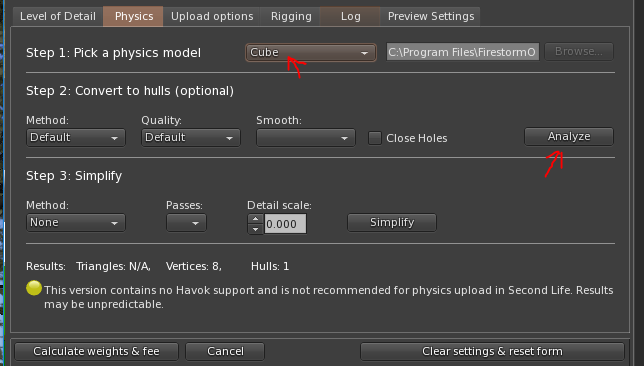 Level of Detail Physics Upload options Rigging Log Preview Settings
Step 1: Pick a physics model Cube C:\Program Files\FirestormO Browse...
Step 2: Convert to hulls (optional)
Method: Quality: Smooth:
Default Default Close Holes Analyze
Step 3: Simplify
Method: Passes: Detail scale:
None 0.000 Simplify
Results: Triangles: N/A, Vertices: 8, Hulls: 1
This version contains no Havok support and is not recommended for physics upload in Second Life. Results
may be unpredictable.
Calculate weights & fee Cancel Clear settings & reset form